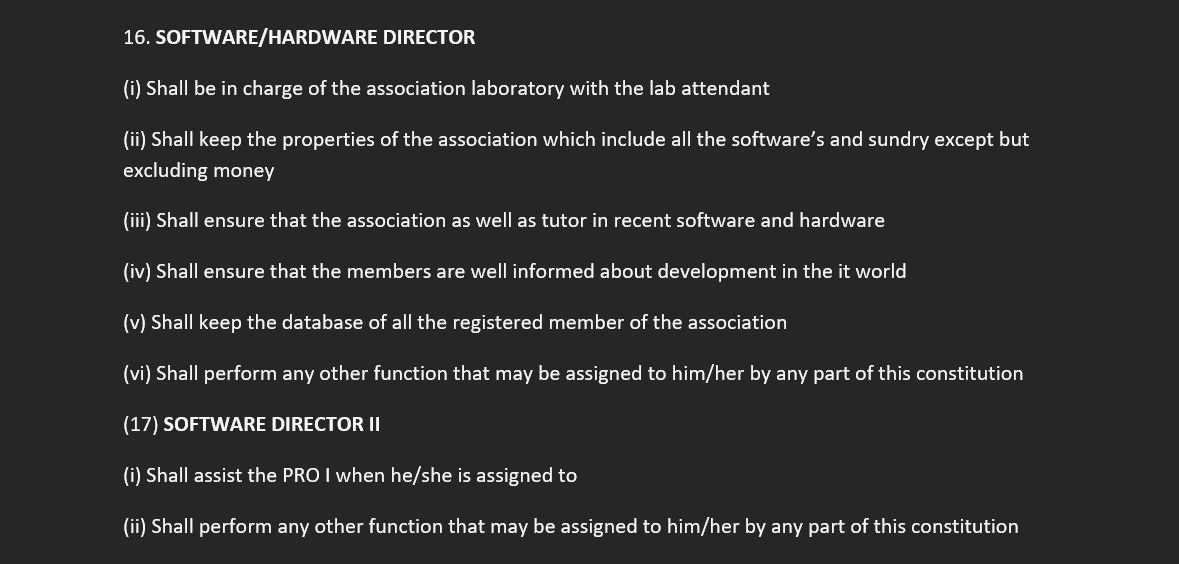 16. SOFTWARE/HARDWARE DIRECTOR
(i) Shall be in charge of the association laboratory with the lab attendant
(ii) Shall keep the properties of the association which include all the software’s and sundry except but
excluding money
(iii) Shall ensure that the association as well as tutor in recent software and hardware
(iv) Shall ensure that the members are well informed about development in the it world
(v) Shall keep the database of all the registered member of the association
(vi) Shall perform any other function that may be assigned to him/her by any part of this constitution
(17) SOFTWARE DIRECTOR II
(i) Shall assist the PRO I when he/she is assigned to
(ii) Shall perform any other function that may be assigned to him/her by any part of this constitution